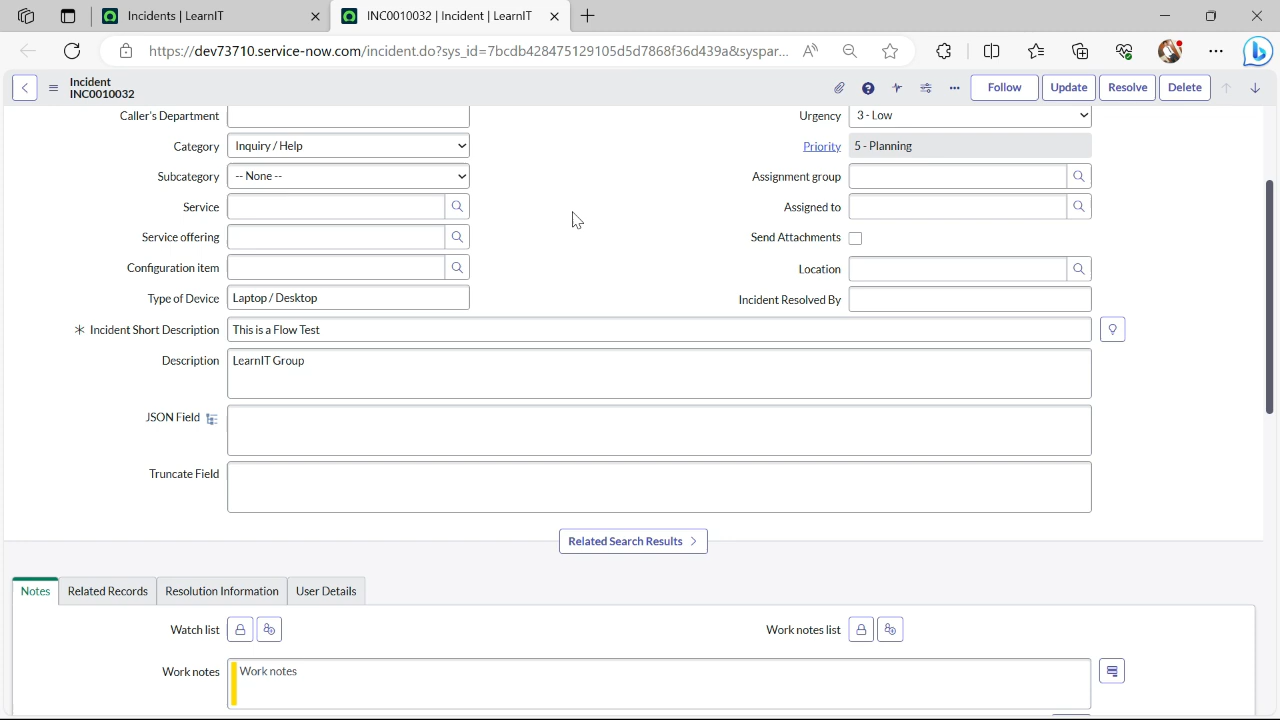 Incidents | LearnIT
INC0010032 | Incident | LearnIT
https://dev73710.service-now.com/incident.do?sys_id=7bcdb428475129105d5d7868f36d439a&syspar...
Incident
INC0010032
Follow
Update
Resolve
Delete
Caller's Department
Urgency 3 - Low
Category Inquiry / Help
Priority 5 - Planning
Subcategory -- None --
Assignment group
Service
Assigned to
Service offering
Send Attachments
Configuration item
Location
Type of Device Laptop / Desktop
Incident Resolved By
Incident Short Description This is a Flow Test
Description LearnIT Group
JSON Field
Truncate Field
Related Search Results
Notes Related Records Resolution Information User Details
Watch list
Work notes list
Work notes Work notes